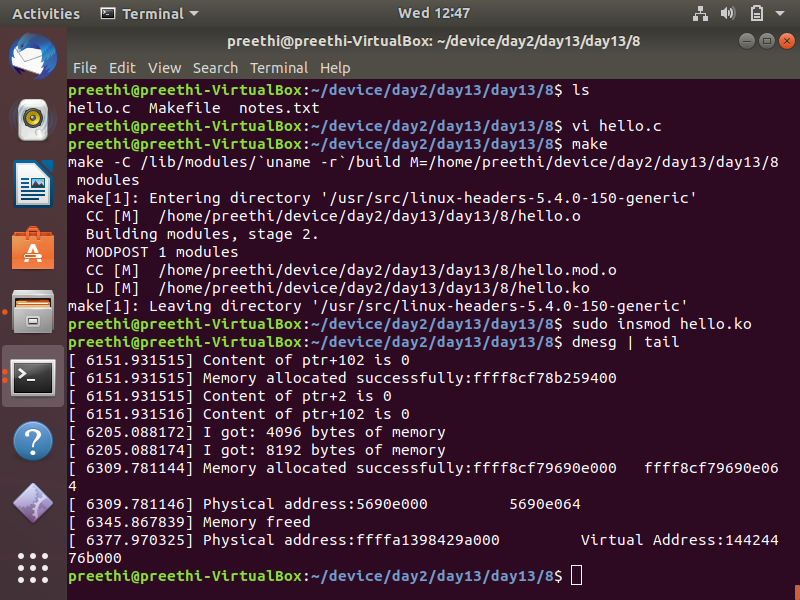 Activities Terminal Wed 12:47
preethi@preethi-VirtualBox: ~/device/day2/day13/day13/8
File Edit View Search Terminal Help
preethi@preethi-VirtualBox:~/device/day2/day13/day13/8$ ls
hello.c  Makefile  notes.txt
preethi@preethi-VirtualBox:~/device/day2/day13/day13/8$ vi hello.c
preethi@preethi-VirtualBox:~/device/day2/day13/day13/8$ make
make -C /lib/modules/`uname -r`/build M=/home/preethi/device/day2/day13/day13/8
 modules
make[1]: Entering directory '/usr/src/linux-headers-5.4.0-150-generic'
  CC [M]  /home/preethi/device/day2/day13/day13/8/hello.o
  Building modules, stage 2.
  MODPOST 1 modules
  CC [M]  /home/preethi/device/day2/day13/day13/8/hello.mod.o
  LD [M]  /home/preethi/device/day2/day13/day13/8/hello.ko
make[1]: Leaving directory '/usr/src/linux-headers-5.4.0-150-generic'
preethi@preethi-VirtualBox:~/device/day2/day13/day13/8$ sudo insmod hello.ko
preethi@preethi-VirtualBox:~/device/day2/day13/day13/8$ dmesg | tail
[ 6151.931515] Content of ptr+102 is 0
[ 6151.931515] Memory allocated successfully:ffff8cf78b259400
[ 6151.931515] Content of ptr+2 is 0
[ 6151.931516] Content of ptr+102 is 0
[ 6205.088172] I got: 4096 bytes of memory
[ 6205.088174] I got: 8192 bytes of memory
[ 6309.781144] Memory allocated successfully:ffff8cf79690e000   ffff8cf79690e06
4
[ 6309.781146] Physical address:5690e000          5690e064
[ 6345.867839] Memory freed
[ 6377.970325] Physical address:ffffa1398429a000          Virtual Address:144244
76b000
preethi@preethi-VirtualBox:~/device/day2/day13/day13/8$